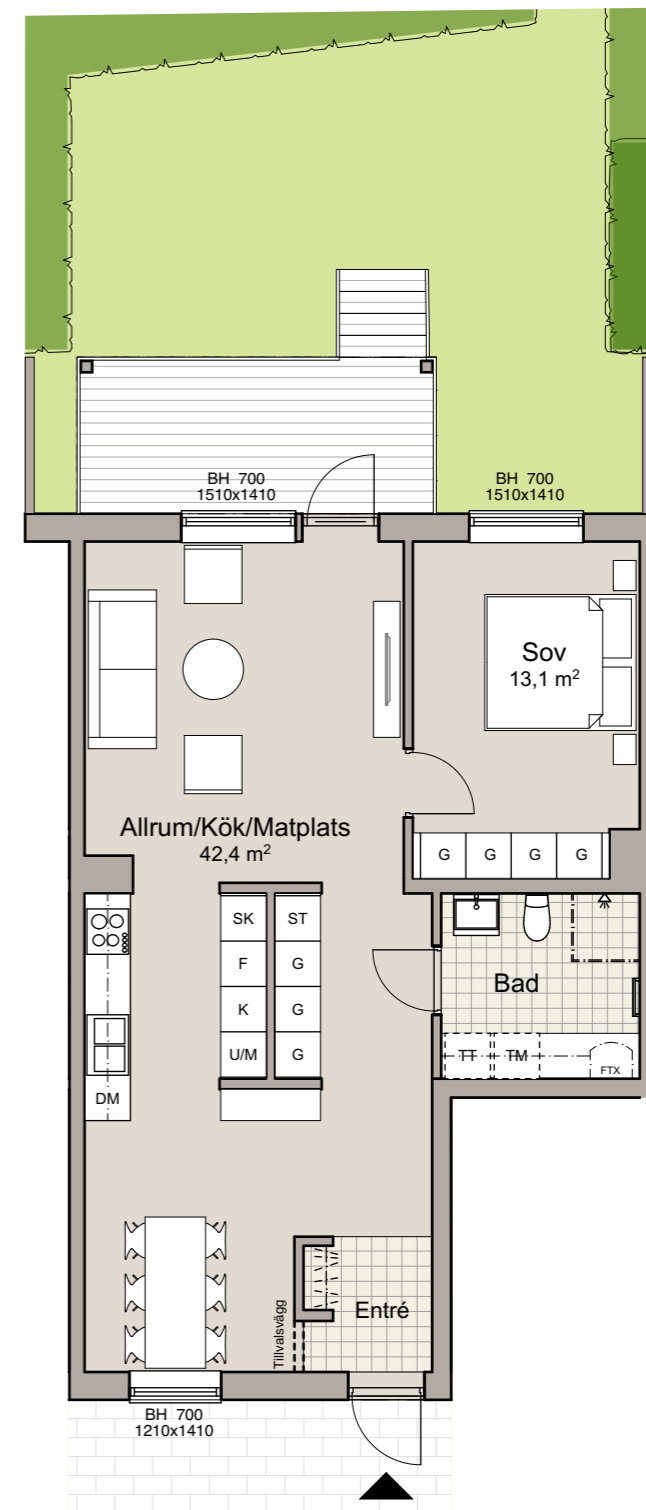 BH 700
1510x1410
BH 700
1510x1410
Sov
13,1 m²
Allrum/Kök/Matplats
42,4 m²
G G G G
SK ST
F G
K G
U/M G
DM
Bad
TT TM FTX
Tillvalsvägg
Entré
BH 700
1210x1410